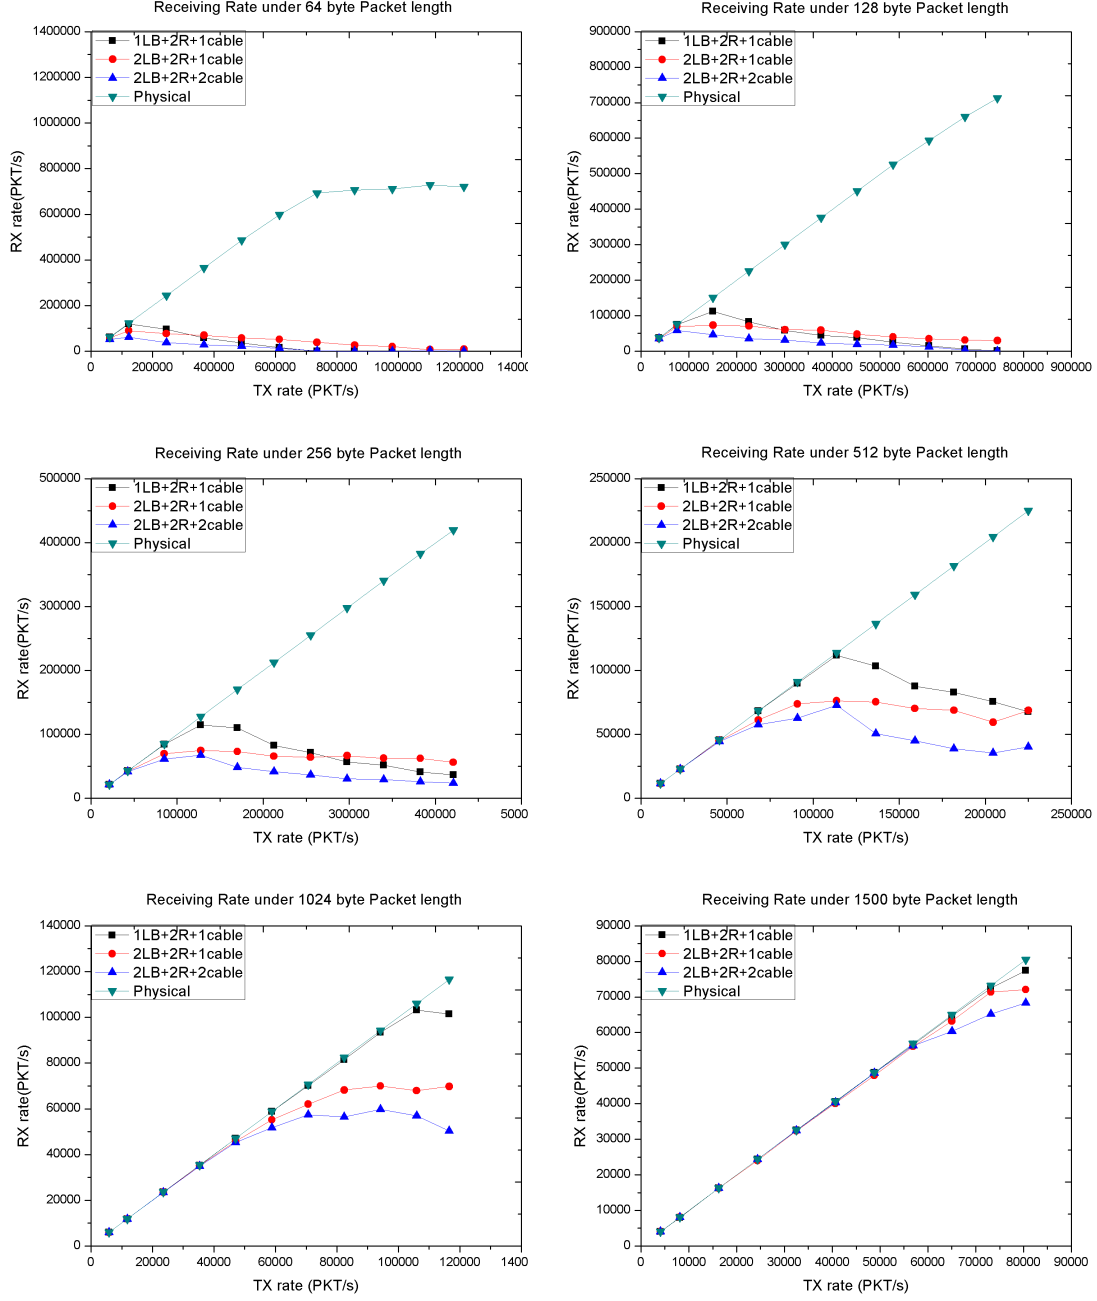 Receiving Rate under 64 byte Packet length
1400000
1200000
1000000
800000
600000
400000
200000
0
RX rate(PKT/s)
1LB+2R+1cable
2LB+2R+1cable
2LB+2R+2cable
Physical
0 200000 400000 600000 800000 1000000 1200000 1400
TX rate (PKT/s)
Receiving Rate under 128 byte Packet length
900000
800000
700000
600000
500000
400000
300000
200000
100000
0
RX rate(PKT/s)
1LB+2R+1cable
2LB+2R+1cable
2LB+2R+2cable
Physical
0 100000 200000 300000 400000 500000 600000 700000 800000 900000
TX rate (PKT/s)
Receiving Rate under 256 byte Packet length
500000
400000
300000
200000
100000
0
RX rate(PKT/s)
1LB+2R+1cable
2LB+2R+1cable
2LB+2R+2cable
Physical
0 100000 200000 300000 400000 5000
TX rate (PKT/s)
Receiving Rate under 512 byte Packet length
250000
200000
150000
100000
50000
0
RX rate(PKT/s)
1LB+2R+1cable
2LB+2R+1cable
2LB+2R+2cable
Physical
0 50000 100000 150000 200000 250000
TX rate (PKT/s)
Receiving Rate under 1024 byte Packet length
140000
120000
100000
80000
60000
40000
20000
0
RX rate(PKT/s)
1LB+2R+1cable
2LB+2R+1cable
2LB+2R+2cable
Physical
0 20000 40000 60000 80000 100000 120000 1400
TX rate (PKT/s)
Receiving Rate under 1500 byte Packet length
90000
80000
70000
60000
50000
40000
30000
20000
10000
0
RX rate(PKT/s)
1LB+2R+1cable
2LB+2R+1cable
2LB+2R+2cable
Physical
0 10000 20000 30000 40000 50000 60000 70000 80000 90000
TX rate (PKT/s)